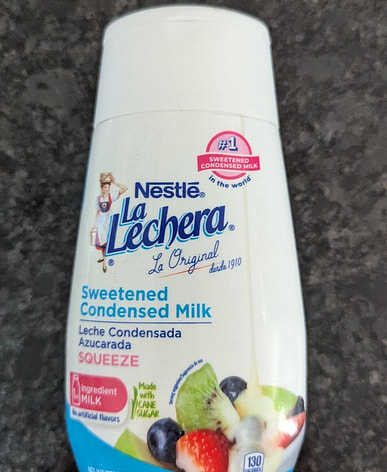 #1
SWEETENED
CONDENSED MILK
in the world
Nestlé®
La
Lechera®
La Original
desde 1910
Sweetened
Condensed Milk
Leche Condensada
Azucarada
SQUEEZE
Ingredient
MILK
No artificial flavors
Made
with
CANE
SUGAR
130
CALORIES